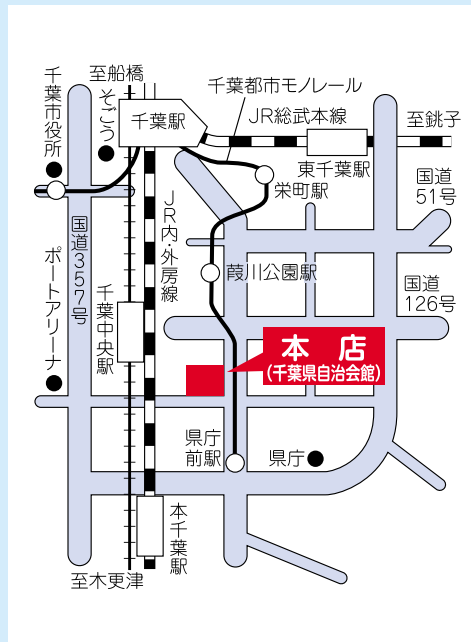 至船橋
千葉市役所
そごう
千葉駅
千葉都市モノレール
JR総武本線
至銚子
東千葉駅
栄町駅
国道
51号
JR内・外房線
国道357号
ポートアリーナ
千葉中央駅
葭川公園駅
国道
126号
本店
(千葉県自治会館)
県庁
前駅
県庁
本千葉駅
至木更津